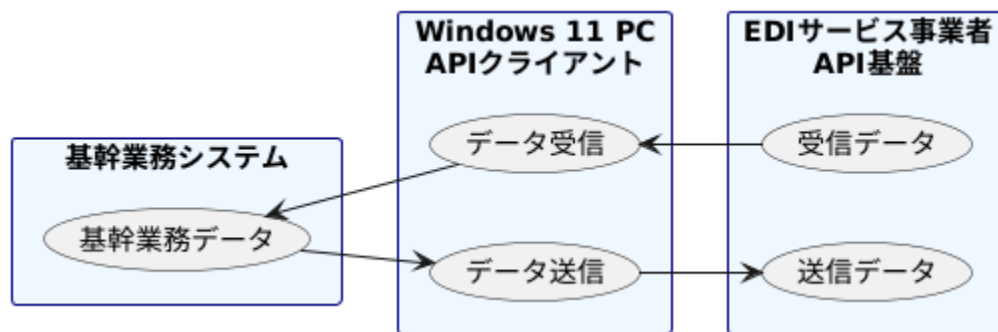 基幹業務システム
基幹業務データ
Windows 11 PC
APIクライアント
データ受信
データ送信
EDIサービス事業者
API基盤
受信データ
送信データ